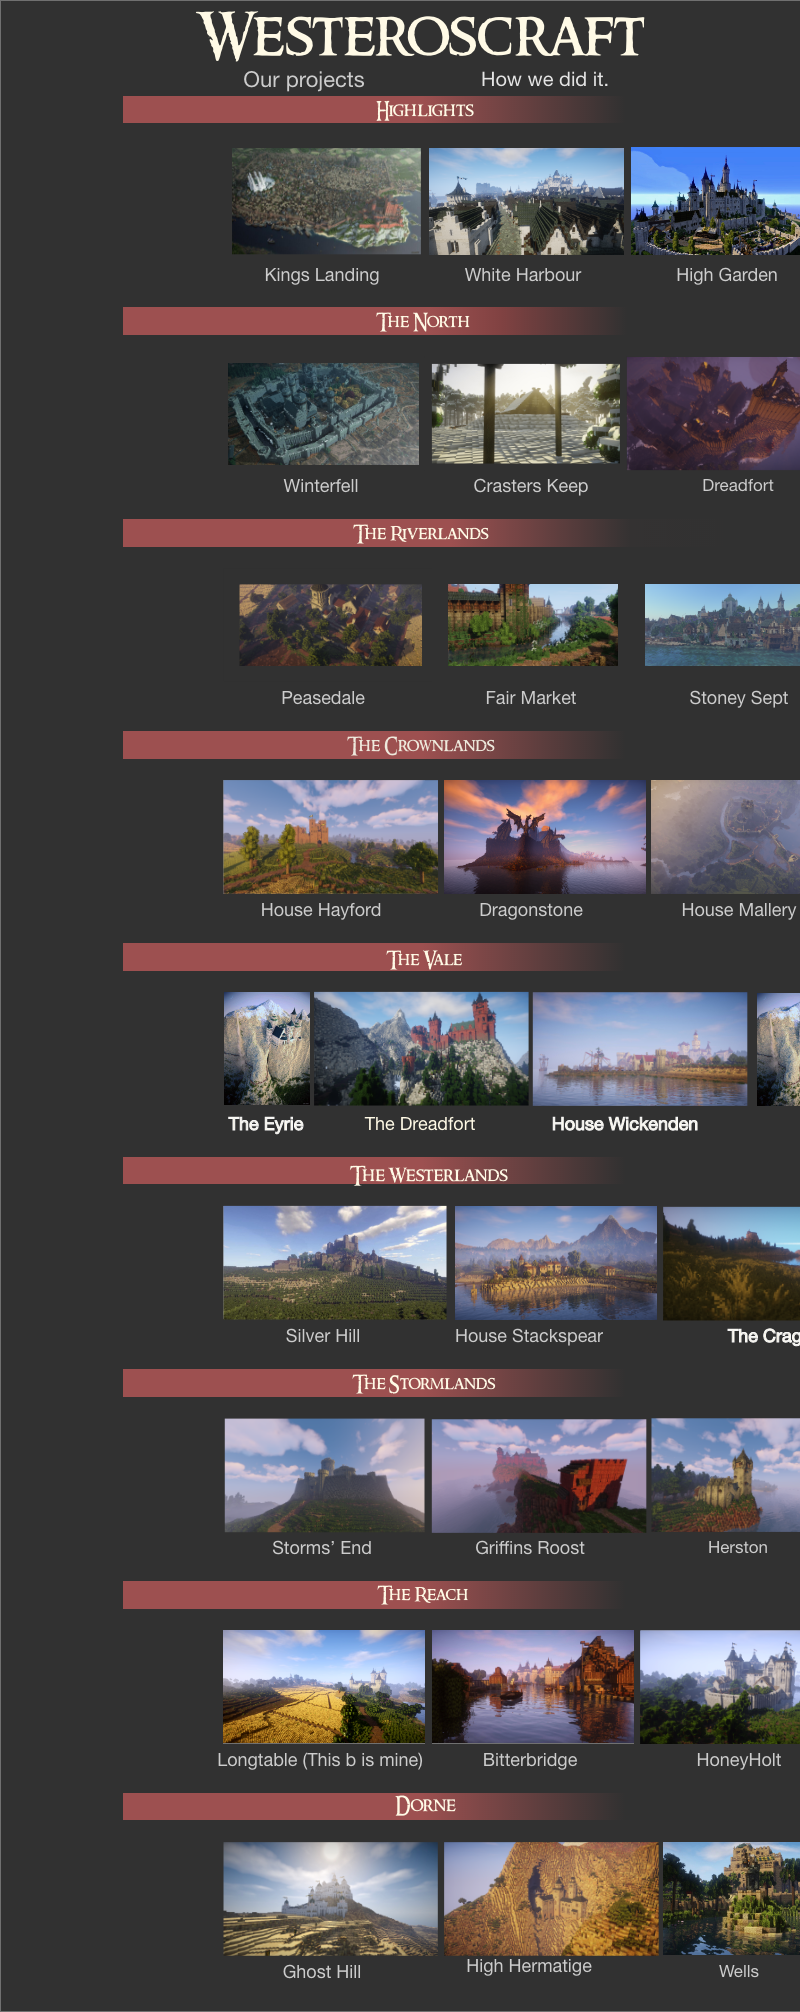 Westeroscraft
Our projects How we did it.
Highlights
Kings Landing White Harbour High Garden
The North
Winterfell Crasters Keep Dreadfort
The Riverlands
Peasedale Fair Market Stoney Sept
The Crownlands
House Hayford Dragonstone House Mallery
The Vale
The Eyrie The Dreadfort House Wickenden
The Westerlands
Silver Hill House Stackspear The Crag
The Stormlands
Storms’ End Griffins Roost Herston
The Reach
Longtable (This b is mine) Bitterbridge HoneyHolt
Dorne
Ghost Hill High Hermatige Wells